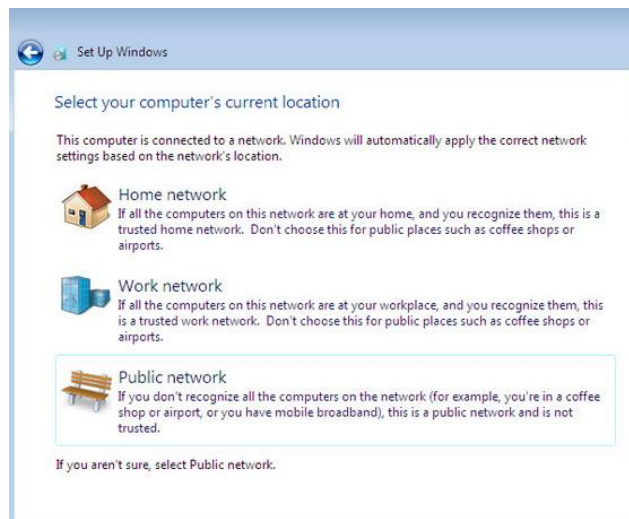 Set Up Windows
Select your computer's current location
This computer is connected to a network. Windows will automatically apply the correct network
settings based on the network's location.
Home network
If all the computers on this network are at your home, and you recognize them, this is a
trusted home network. Don't choose this for public places such as coffee shops or
airports.
Work network
If all the computers on this network are at your workplace, and you recognize them, this
is a trusted work network. Don't choose this for public places such as coffee shops or
airports.
Public network
If you don't recognize all the computers on the network (for example, you're in a coffee
shop or airport, or you have mobile broadband), this is a public network and is not
trusted.
If you aren't sure, select Public network.